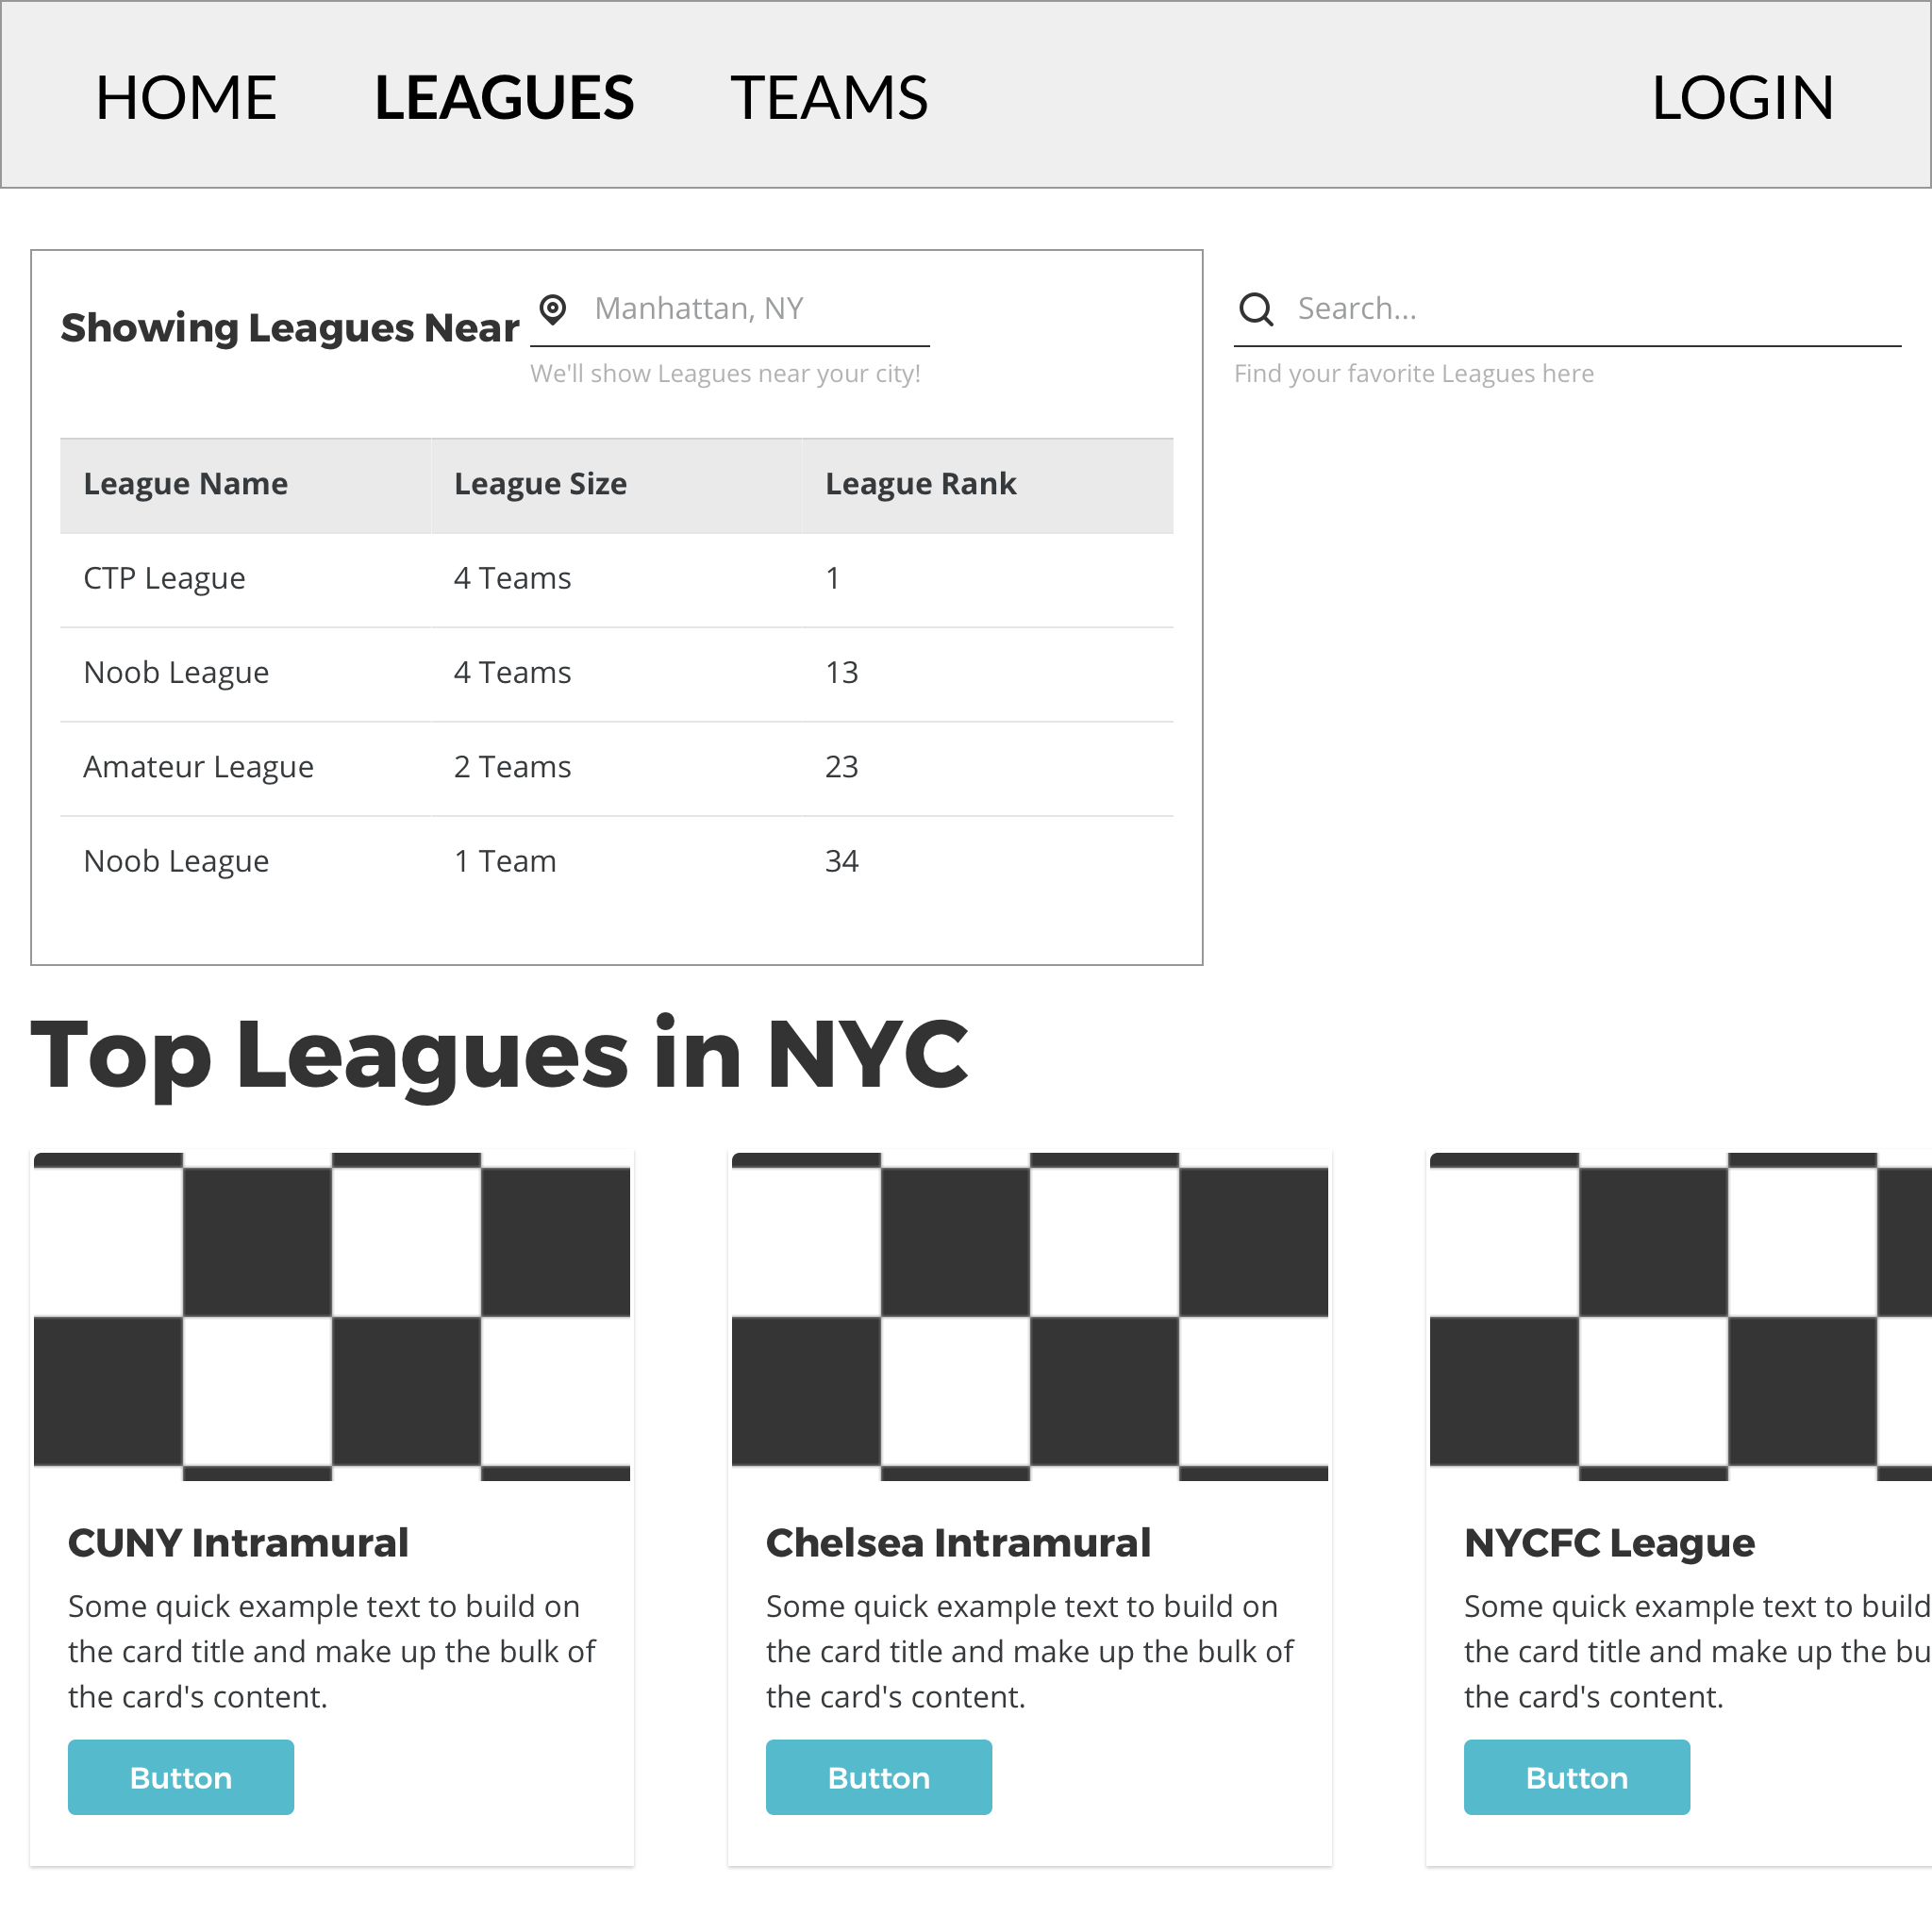 HOME LEAGUES TEAMS LOGIN
Showing Leagues Near Manhattan, NY
We'll show Leagues near your city!
Search...
Find your favorite Leagues here
League Name League Size League Rank
CTP League 4 Teams 1
Noob League 4 Teams 13
Amateur League 2 Teams 23
Noob League 1 Team 34
Top Leagues in NYC
CUNY Intramural
Some quick example text to build on
the card title and make up the bulk of
the card's content.
Button
Chelsea Intramural
Some quick example text to build on
the card title and make up the bulk of
the card's content.
Button
NYCFC League
Some quick example text to build
the card title and make up the bu
the card's content.
Button